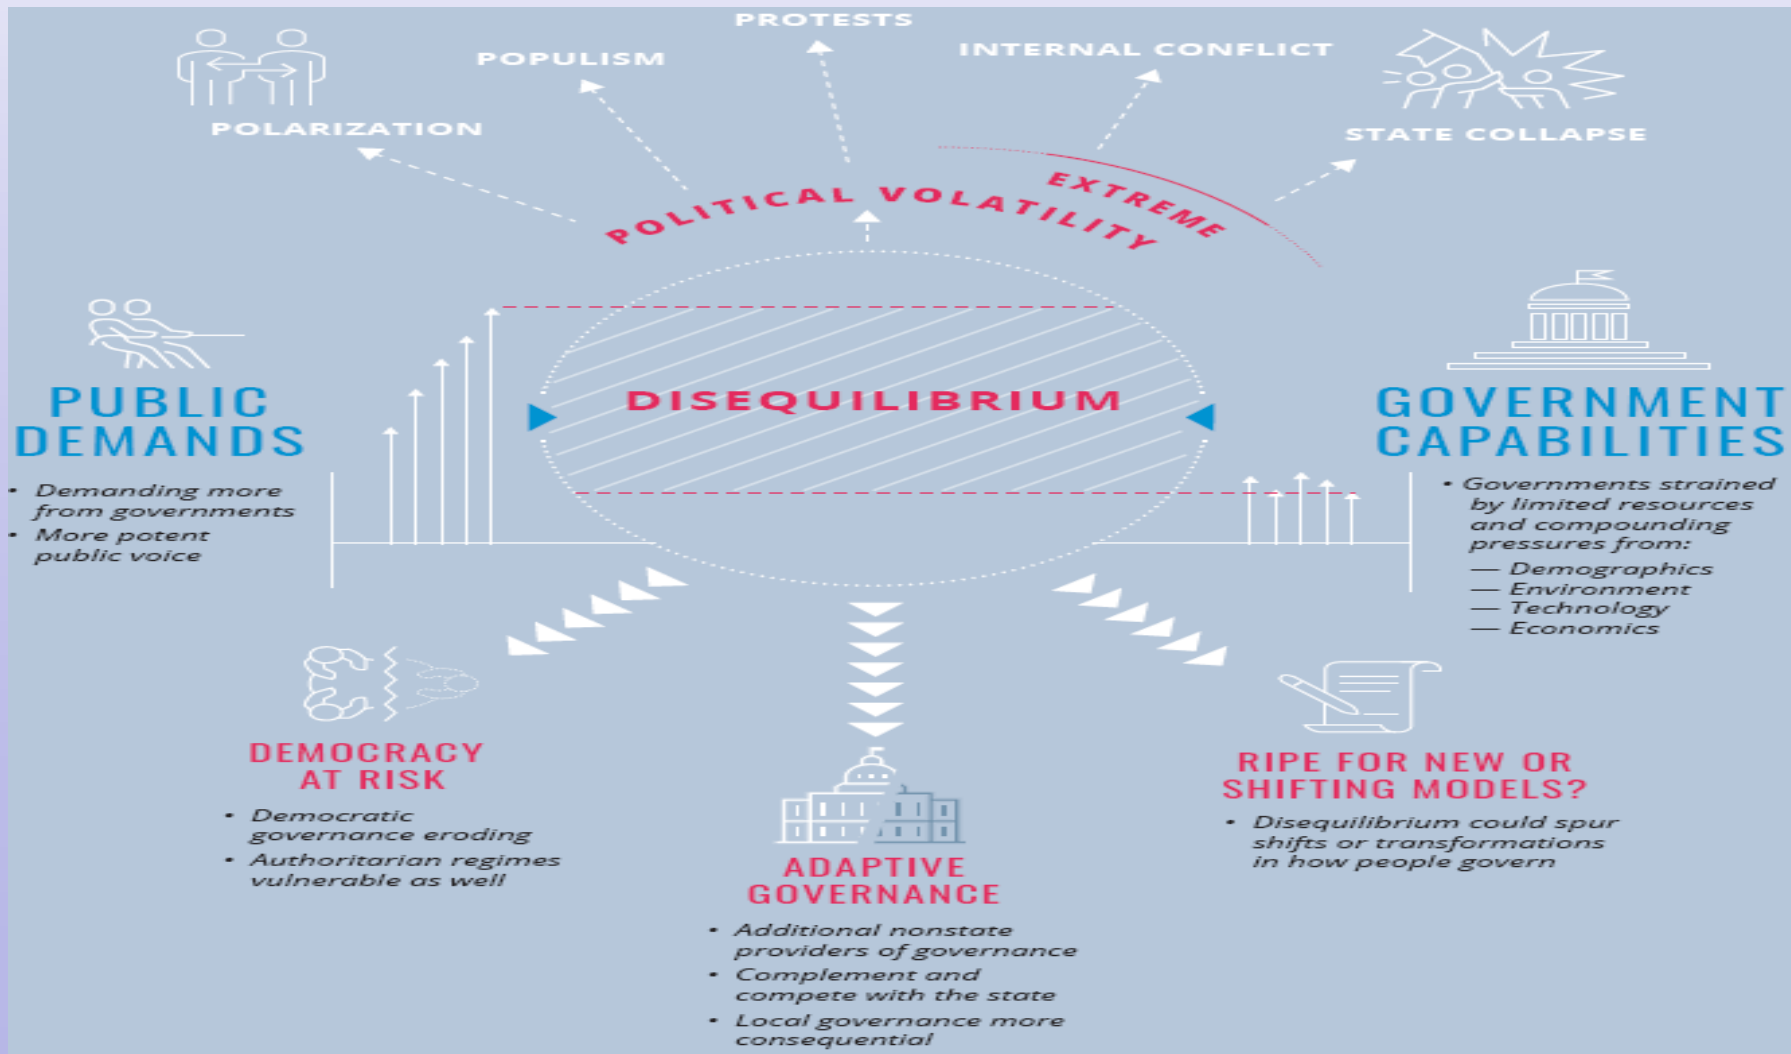 PROTESTS
POPULISM
INTERNAL CONFLICT
POLARIZATION
STATE COLLAPSE
POLITICAL VOLATILITY
EXTREME
DISEQUILIBRIUM
PUBLIC
DEMANDS
• Demanding more
from governments
• More potent
public voice
GOVERNMENT
CAPABILITIES
• Governments strained
by limited resources
and compounding
pressures from:
— Demographics
— Environment
— Technology
— Economics
DEMOCRACY
AT RISK
• Democratic
governance eroding
• Authoritarian regimes
vulnerable as well
ADAPTIVE
GOVERNANCE
• Additional nonstate
providers of governance
• Complement and
compete with the state
• Local governance more
consequential
RIPE FOR NEW OR
SHIFTING MODELS?
• Disequilibrium could spur
shifts or transformations
in how people govern